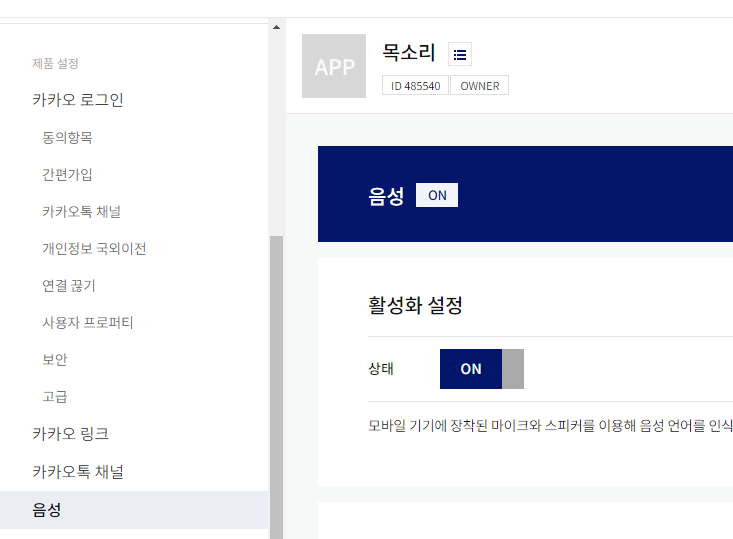 제품 설정
카카오 로그인
동의항목
간편가입
카카오톡 채널
개인정보 국외이전
연결 끊기
사용자 프로퍼티
보안
고급
카카오 링크
카카오톡 채널
음성
APP
목소리
ID 485540 OWNER
음성 ON
활성화 설정
상태 ON
모바일 기기에 장착된 마이크와 스피커를 이용해 음성 언어를 인식